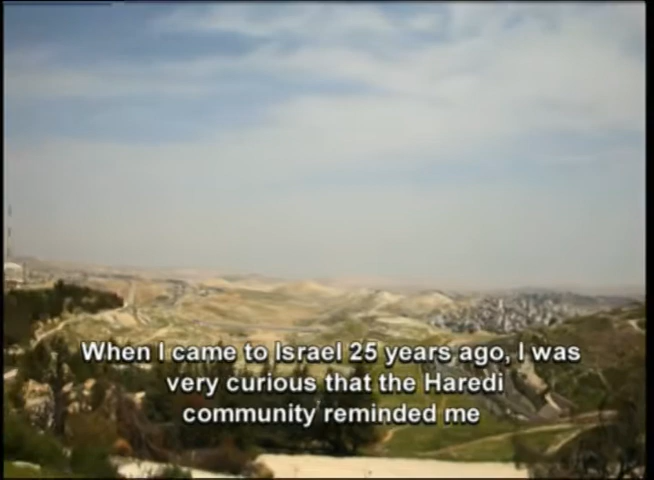 When I came to Israel 25 years ago, I was
very curious that the Haredi
community reminded me